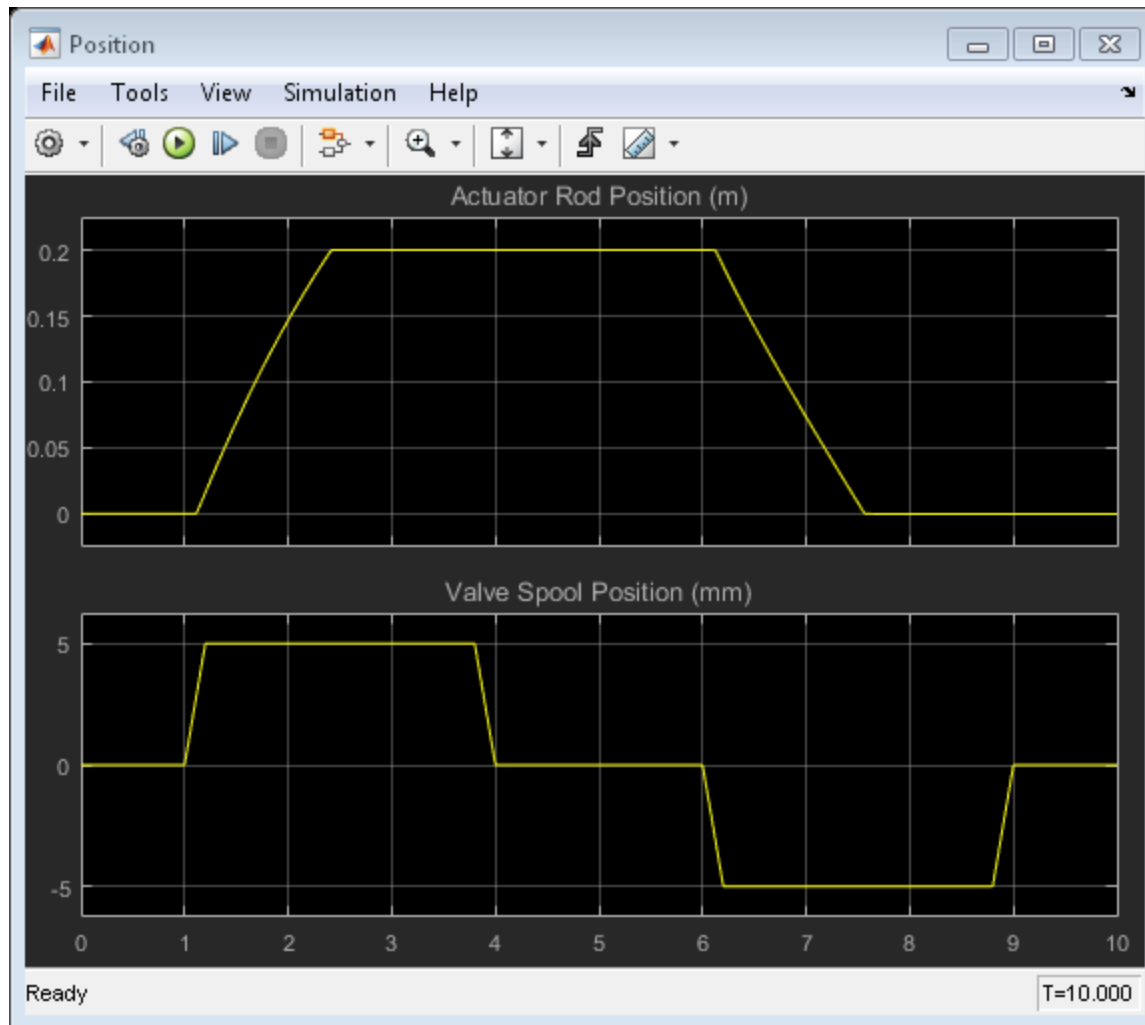 Position
File Tools View Simulation Help
Actuator Rod Position (m)
0.2
0.15
0.1
0.05
0
Valve Spool Position (mm)
5
0
-5
0 1 2 3 4 5 6 7 8 9 10
Ready T=10.000